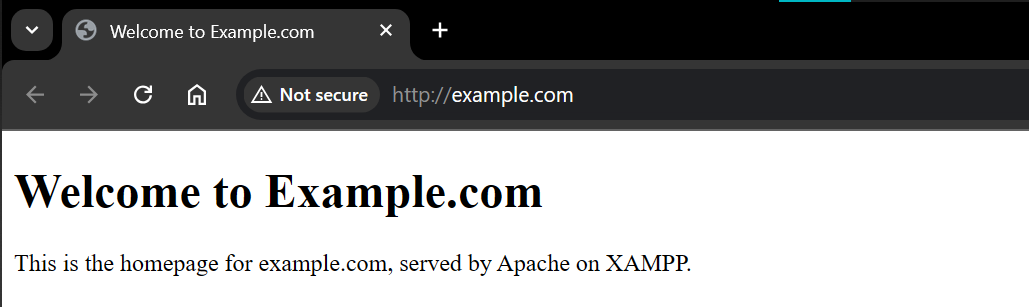 Welcome to Example.com
Not secure http://example.com
Welcome to Example.com
This is the homepage for example.com, served by Apache on XAMPP.